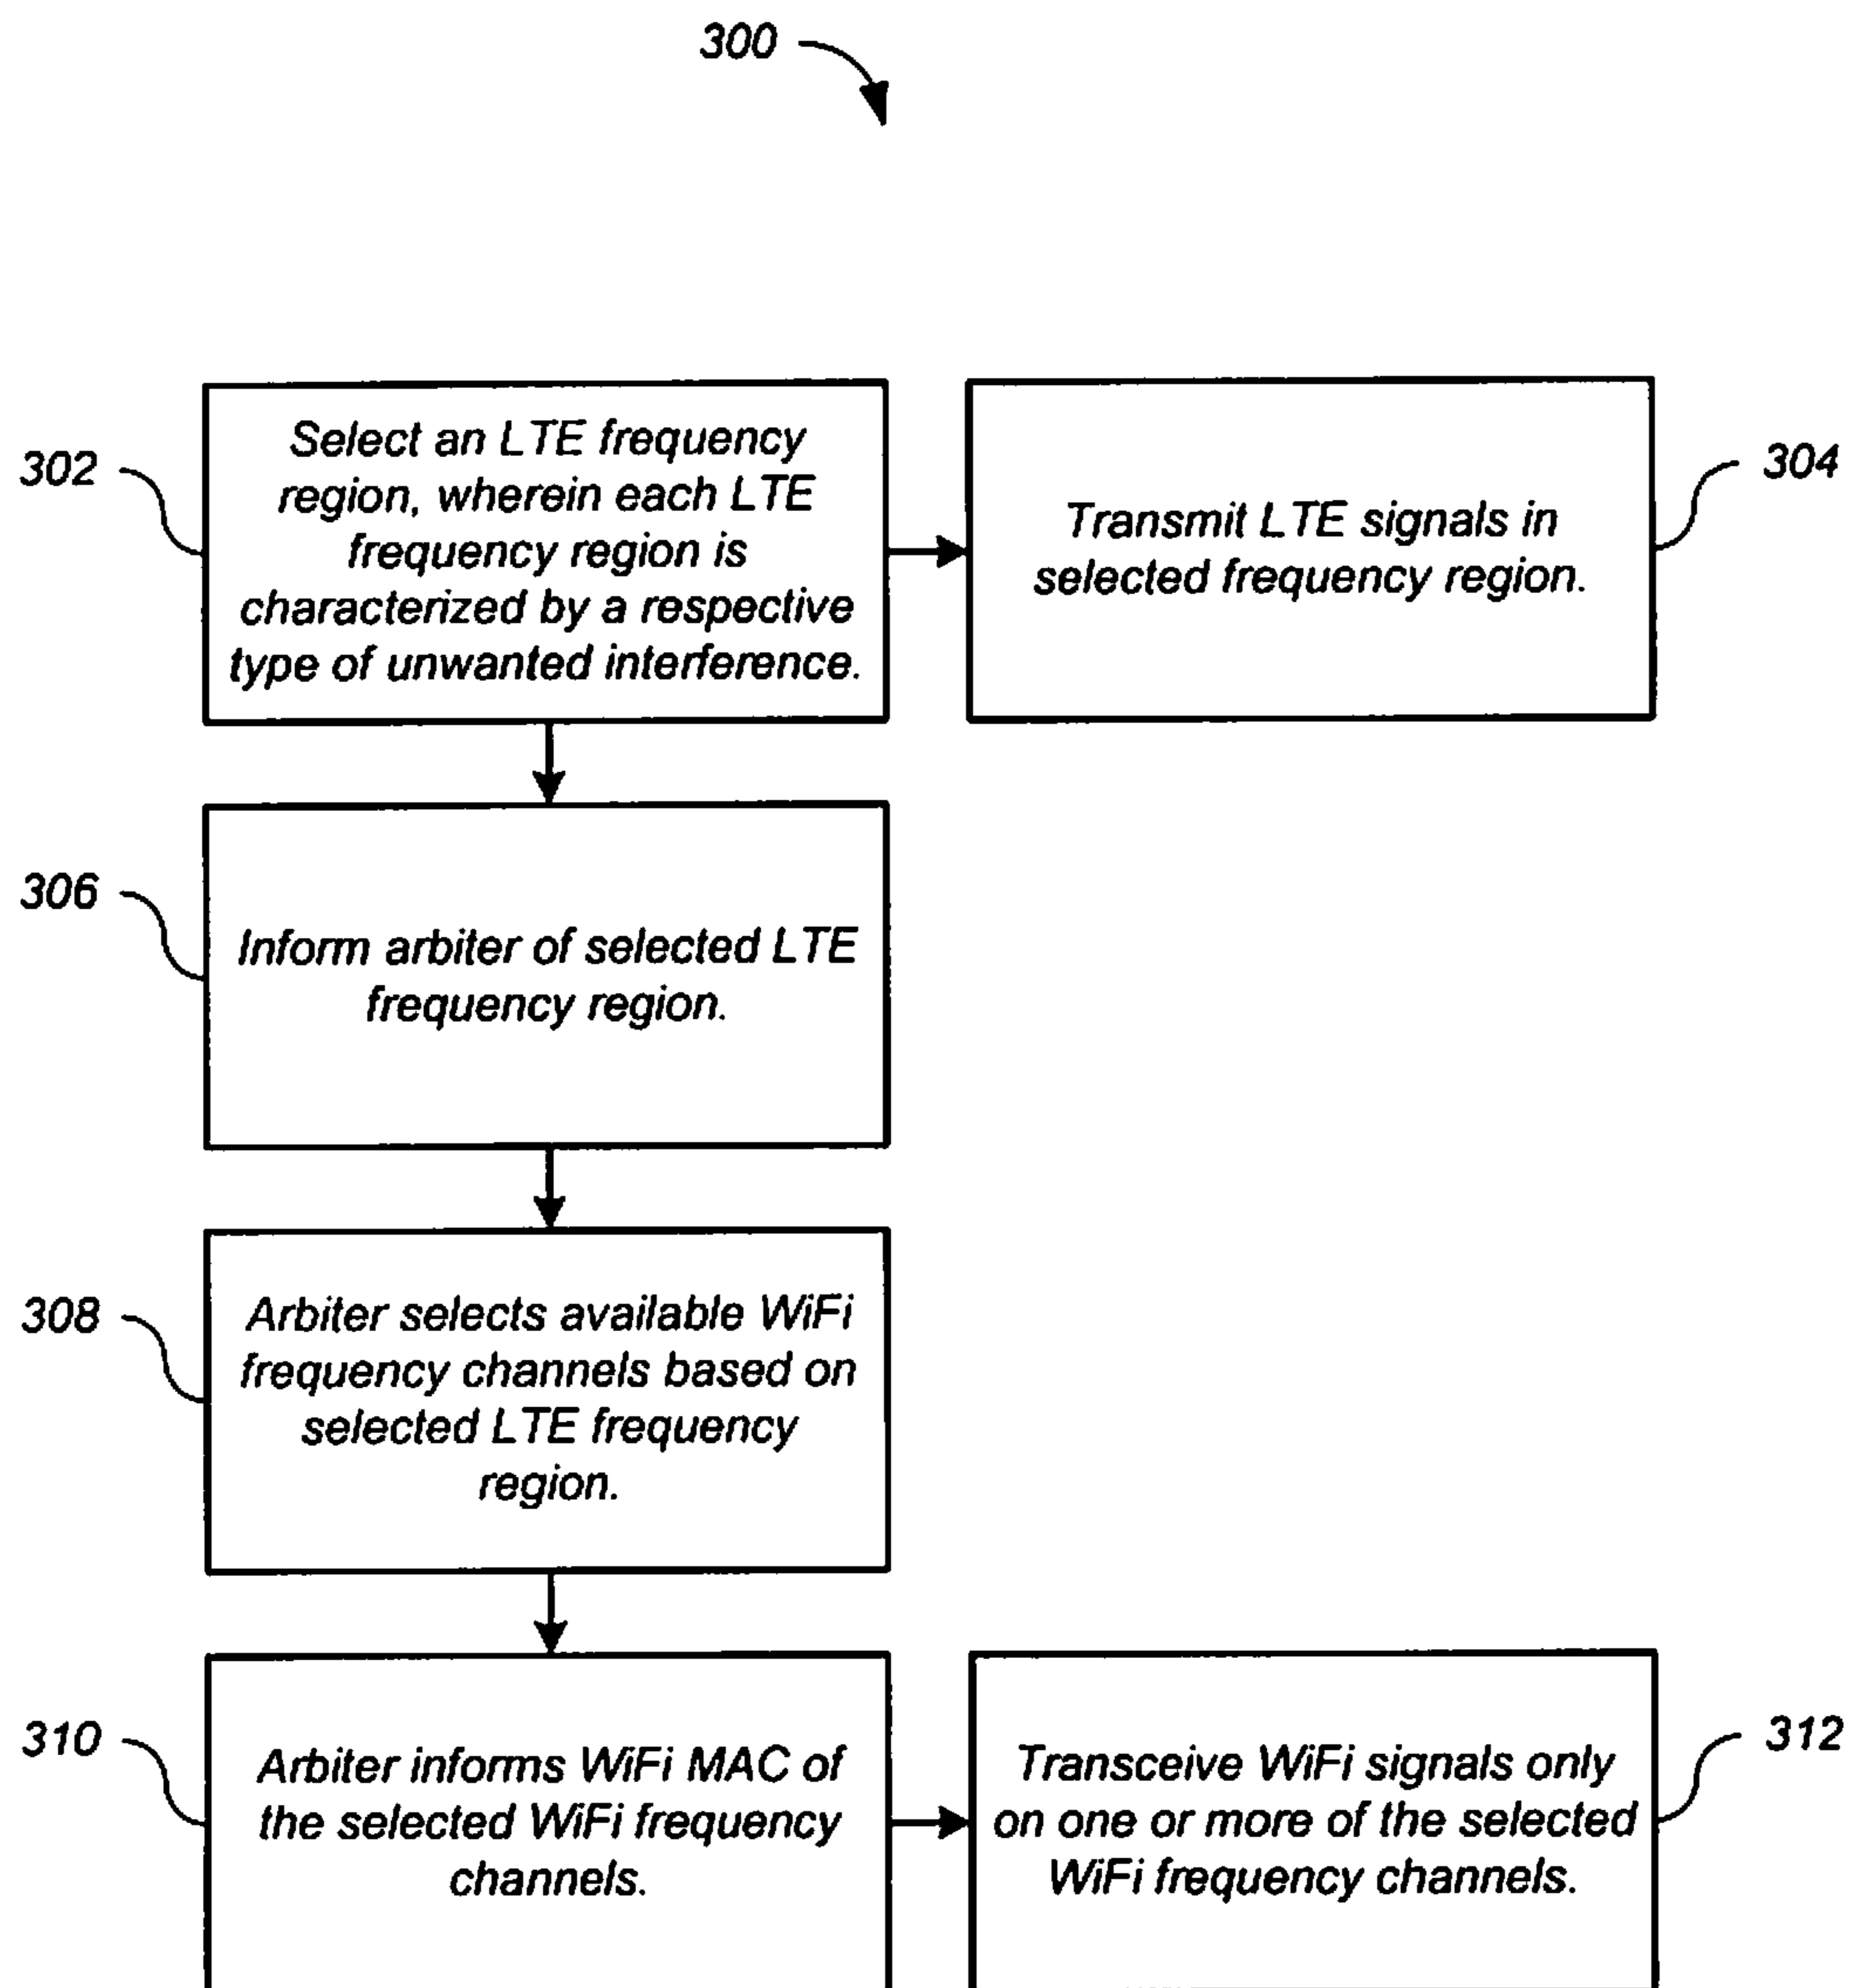 300
302
Select an LTE frequency
region, wherein each LTE
frequency region is
characterized by a respective
type of unwanted interference.
304
Transmit LTE signals in
selected frequency region.
306
Inform arbiter of selected LTE
frequency region.
308
Arbiter selects available WiFi
frequency channels based on
selected LTE frequency
region.
310
Arbiter informs WiFi MAC of
the selected WiFi frequency
channels.
312
Transceive WiFi signals only
on one or more of the selected
WiFi frequency channels.